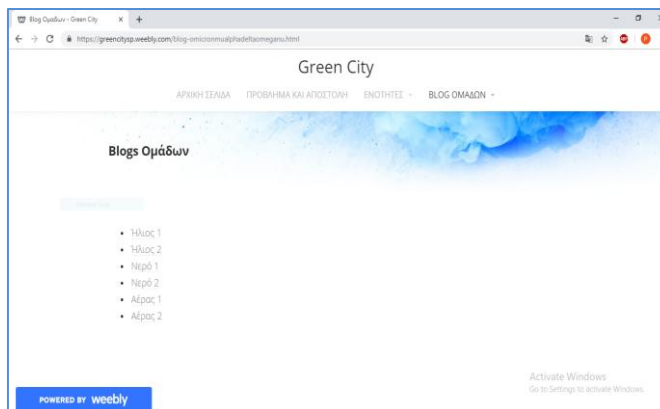 Blog Ομάδων - Green City
https://greencitysp.weebly.com/blog-omicronmualphadeltaomeganu.html
Green City
ΑΡΧΙΚΗ ΣΕΛΙΔΑ ΠΡΟΒΛΗΜΑ ΚΑΙ ΑΠΟΣΤΟΛΗ ΕΝΟΤΗΤΕΣ BLOG ΟΜΑΔΩΝ
Blogs Ομάδων
Ήλιος 1
Ήλιος 2
Νερό 1
Νερό 2
Αέρας 1
Αέρας 2
Activate Windows
Go to Settings to activate Windows.
POWERED BY weebly